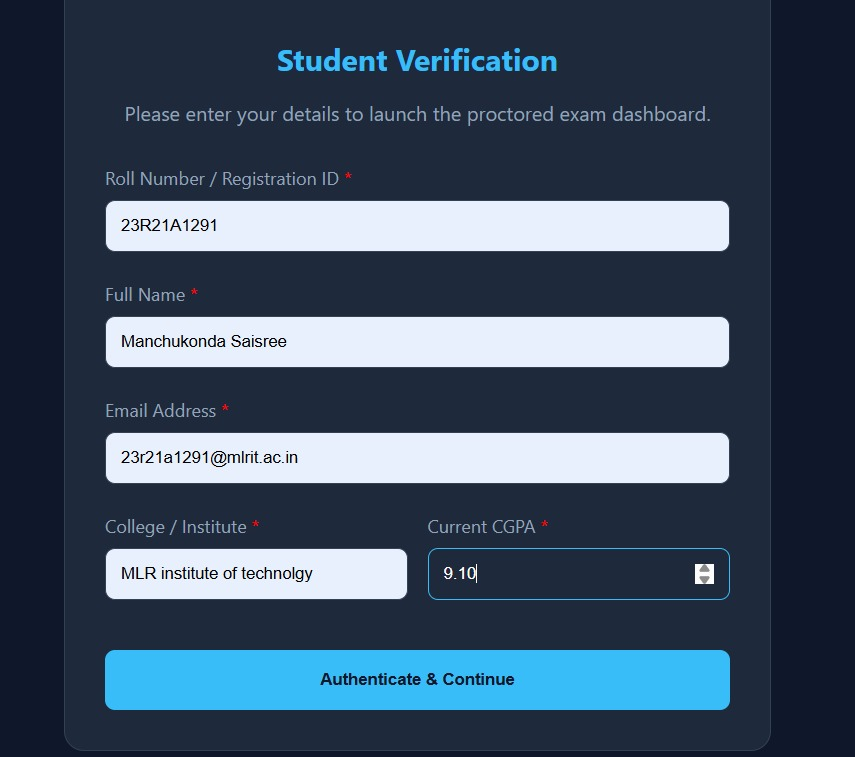 Student Verification
Please enter your details to launch the proctored exam dashboard.
Roll Number / Registration ID *
23R21A1291
Full Name *
Manchukonda Saisree
Email Address *
23r21a1291@mlrit.ac.in
College / Institute * Current CGPA *
MLR institute of technolgy 9.10
Authenticate & Continue